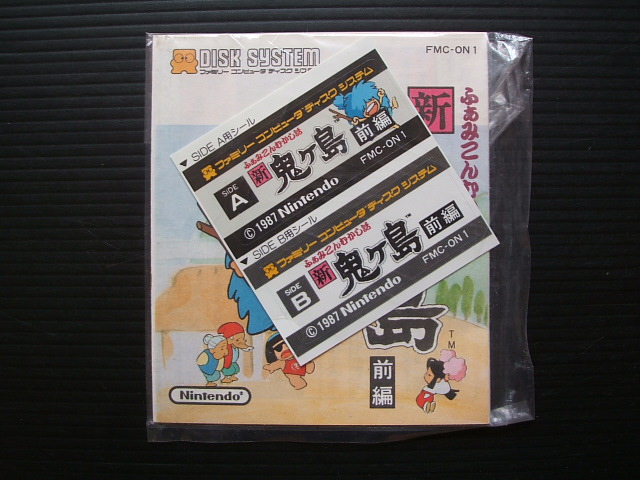 DISK SYSTEM
ファミリー コンピュータ ディスク シス
FMC-ON1
新
ふぁみこんむ
▼SIDE A用シール
ファミリー コンピュータ ディスク システム
SIDE
A
ふぁみこんむかし話
新
鬼ヶ島
前編
©1987 Nintendo
FMC-ON1
▼SIDE B用シール
ファミリー コンピュータ ディスク システム
SIDE
B
ふぁみこんむかし話
新
鬼ヶ島
TM
前編
©1987 Nintendo
FMC-ON1
島
TM
前編
Nintendo